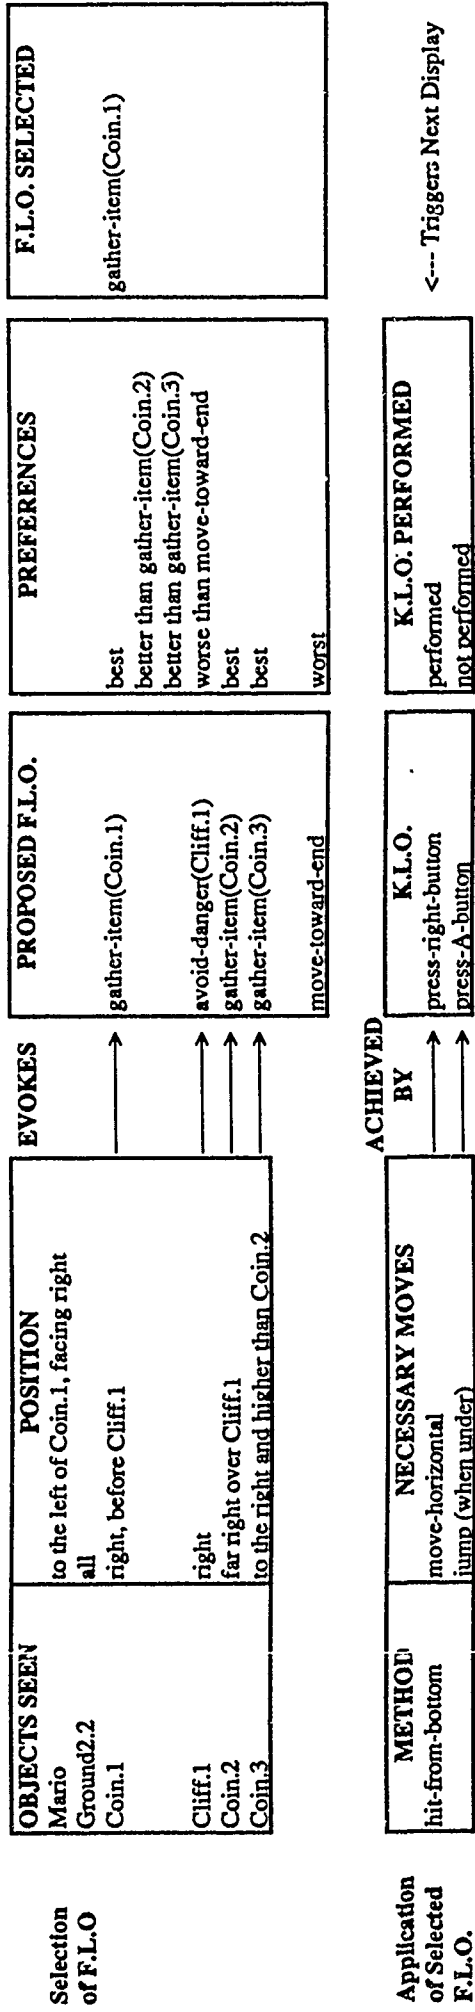 Selection
of F.L.O
OBJECTS SEEN
POSITION
Mario
to the left of Coin.1, facing right
Ground2.2
all
Coin.1
right, before Cliff.1
Cliff.1
right
Coin.2
far right over Cliff.1
Coin.3
to the right and higher than Coin.2
EVOKES
PROPOSED F.L.O.
gather-item(Coin.1)
avoid-danger(Cliff.1)
gather-item(Coin.2)
gather-item(Coin.3)
move-toward-end
PREFERENCES
best
better than gather-item(Coin.2)
better than gather-item(Coin.3)
worse than move-toward-end
best
best
worst
F.L.O. SELECTED
gather-item(Coin.1)
Application
of Selected
F.L.O.
METHOD
hit-from-bottom
NECESSARY MOVES
move-horizontal
jump (when under)
ACHIEVED
BY
K.L.O.
press-right-button
press-A-button
K.L.O. PERFORMED
performed
not performed
<--- Triggers Next Display